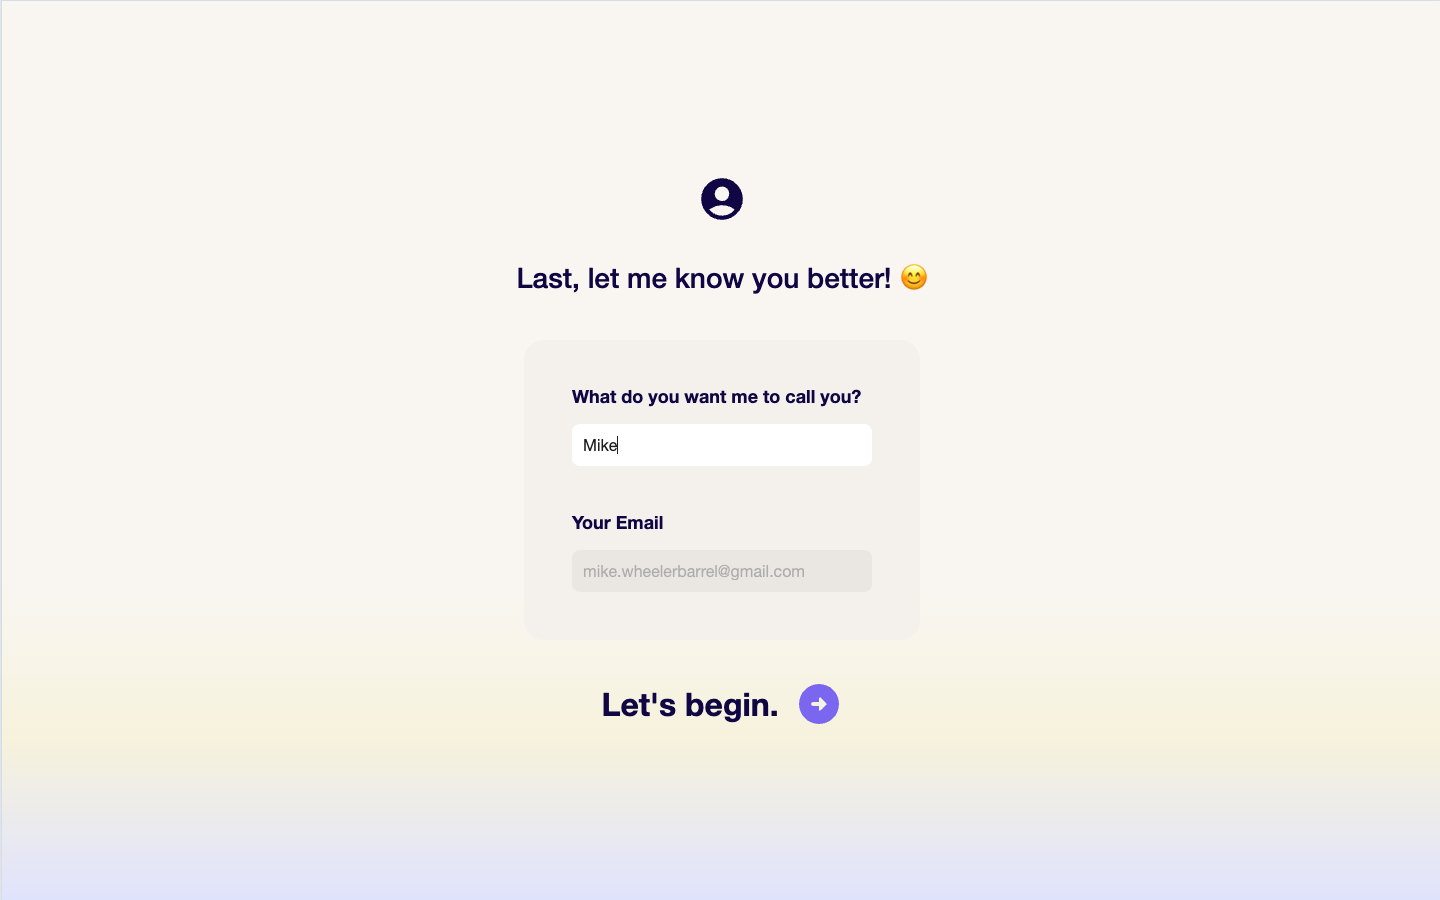 Last, let me know you better! 😊
What do you want me to call you?
Mike
Your Email
mike.wheelerbarrel@gmail.com
Let's begin.